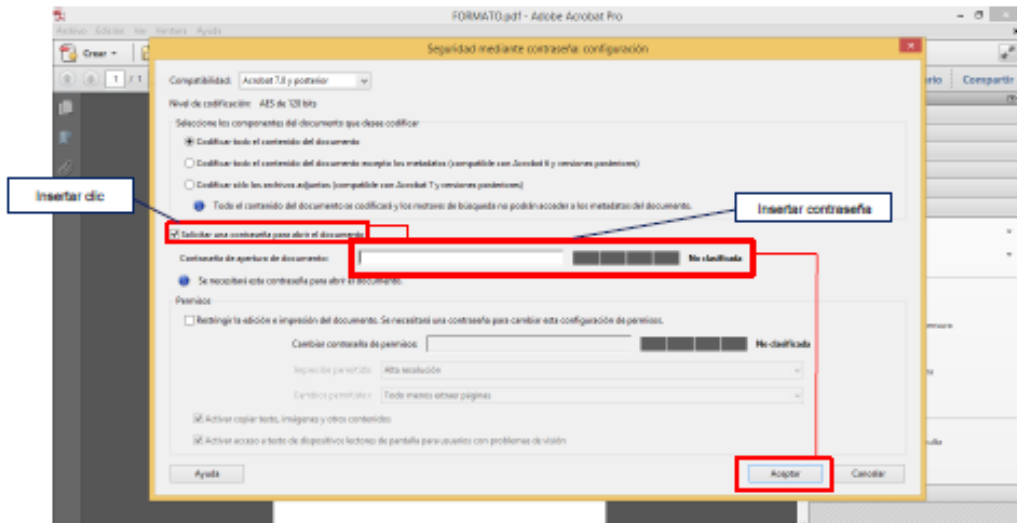 FORMATO.pdf - Adobe Acrobat Pro
Archivo Edición Ver Ventana Ayuda
Crear
Seguridad mediante contraseña: configuración
1 / 1
Compatibilidad: Acrobat 7.0 y posterior
Compartir
Nivel de codificación: AES de 128 bits
Seleccione los componentes del documento que desee codificar
Codificar todo el contenido del documento
Codificar todo el contenido del documento excepto los metadatos (compatible con Acrobat 6 y versiones posteriores)
Codificar sólo los archivos adjuntos (compatible con Acrobat 7 y versiones posteriores)
Todo el contenido del documento se codificará y los motores de búsqueda no podrán acceder a los metadatos del documento.
Insertar clic
Insertar contraseña
Solicitar una contraseña para abrir el documento
Contraseña de apertura de documento:
No clasificada
Se necesitará esta contraseña para abrir el documento.
Permisos
Restringir la edición e impresión del documento. Se necesitará una contraseña para cambiar esta configuración de permisos.
Cambiar contraseña de permisos:
No clasificada
Impresión permitida: Alta resolución
Cambios permitidos: Todo menos extraer páginas
Activar copiar texto, imágenes y otros contenidos
Activar acceso a texto de dispositivos lectores de pantalla para usuarios con problemas de visión
Ayuda
Aceptar
Cancelar